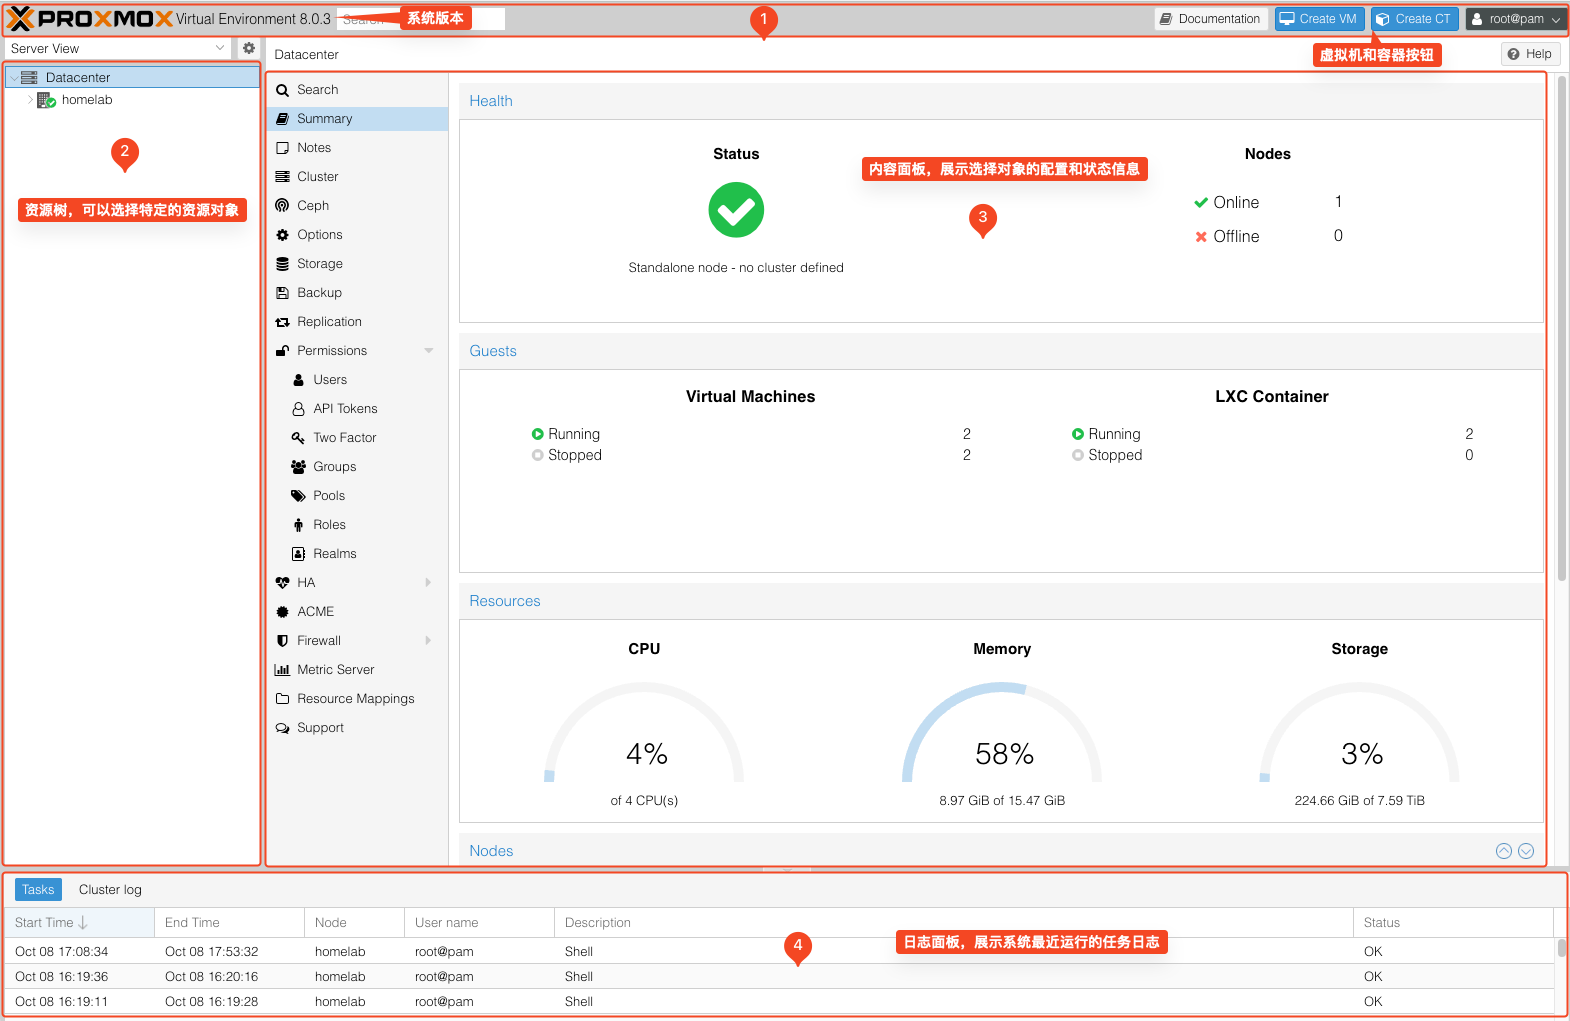 PROXMOX Virtual Environment 8.0.3
系统版本
1
Documentation
Create VM
Create CT
root@pam
虚拟机和容器按钮
Server View
Datacenter
Help
Datacenter
homelab
2
资源树，可以选择特定的资源对象
Search
Summary
Notes
Cluster
Ceph
Options
Storage
Backup
Replication
Permissions
Users
API Tokens
Two Factor
Groups
Pools
Roles
Realms
HA
ACME
Firewall
Metric Server
Resource Mappings
Support
Health
Status
Nodes
内容面板，展示选择对象的配置和状态信息
3
Online 1
Offline 0
Standalone node - no cluster defined
Guests
Virtual Machines
LXC Container
Running 2
Stopped 2
Running 2
Stopped 0
Resources
CPU
Memory
Storage
4%
58%
3%
of 4 CPU(s)
8.97 GiB of 15.47 GiB
224.66 GiB of 7.59 TiB
Nodes
Tasks
Cluster log
Start Time End Time Node User name Description Status
Oct 08 17:08:34 Oct 08 17:53:32 homelab root@pam Shell OK
Oct 08 16:19:36 Oct 08 16:20:16 homelab root@pam Shell OK
Oct 08 16:19:11 Oct 08 16:19:28 homelab root@pam Shell OK
4
日志面板，展示系统最近运行的任务日志